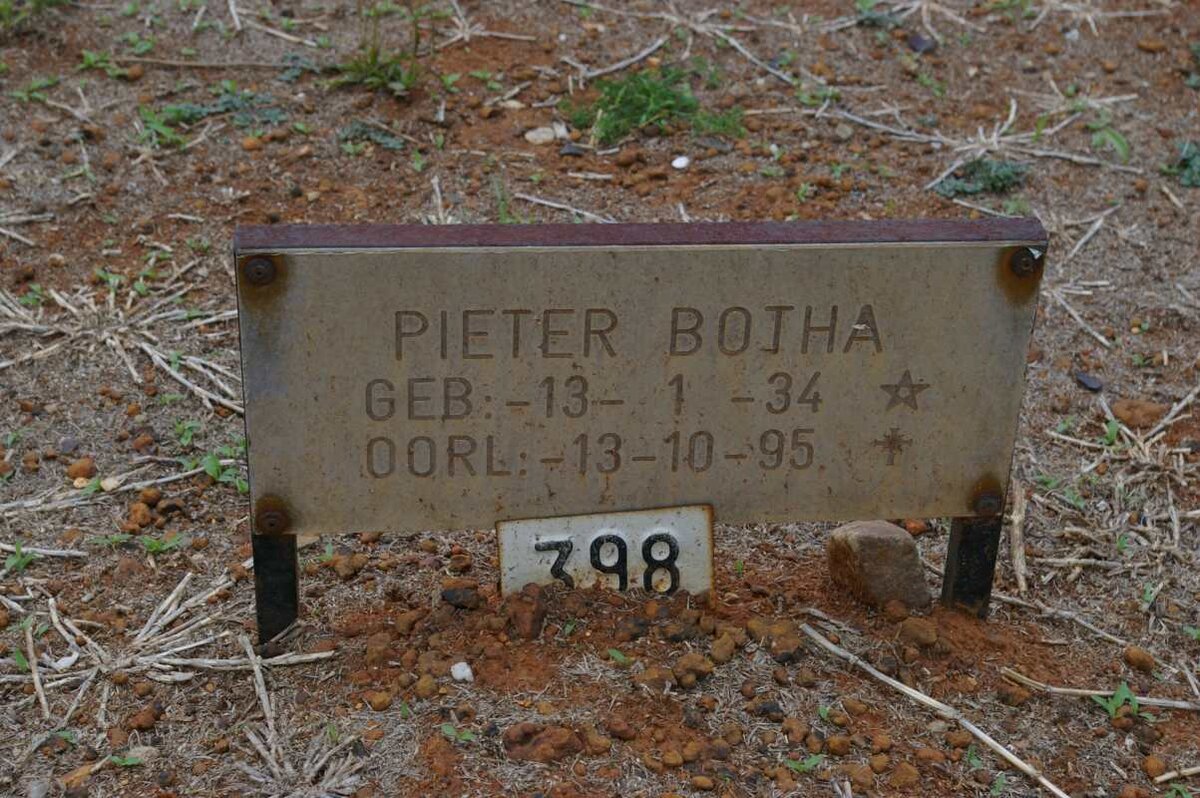 PIETER BOTHA
GEB:-13- 1 -34
OORL:-13-10-95.
398